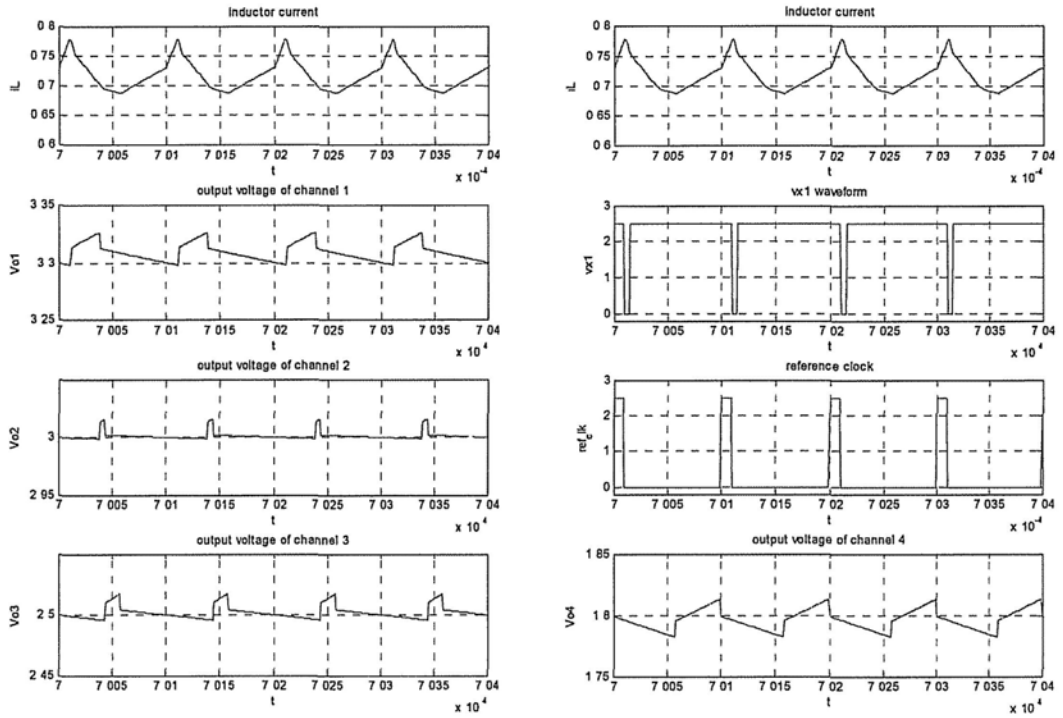 inductor current
0 8
0 75
0 7
0 65
0 6
iL
7 7 005 7 01 7 015 7 02 7 025 7 03 7 035 7 04
t
x 10⁻⁴
output voltage of channel 1
3 35
3 3
3 25
Vo1
7 7 005 7 01 7 015 7 02 7 025 7 03 7 035 7 04
t
x 10⁴
output voltage of channel 2
3
2 95
Vo2
7 7 005 7 01 7 015 7 02 7 025 7 03 7 035 7 04
t
x 10⁴
output voltage of channel 3
2 5
2 45
Vo3
7 7 005 7 01 7 015 7 02 7 025 7 03 7 035 7 04
t
x 10⁴
inductor current
0 8
0 75
0 7
0 65
0 6
iL
7 7 005 7 01 7 015 7 02 7 025 7 03 7 035 7 04
t
x 10⁻⁴
vx1 waveform
3
2
1
0
vx1
7 7 005 7 01 7 015 7 02 7 025 7 03 7 035 7 04
t
x 10⁻⁴
reference clock
3
2
1
0
ref_clk
7 7 005 7 01 7 015 7 02 7 025 7 03 7 035 7 04
t
x 10⁻⁴
output voltage of channel 4
1 85
1 8
1 75
Vo4
7 7 005 7 01 7 015 7 02 7 025 7 03 7 035 7 04
t
x 10⁴